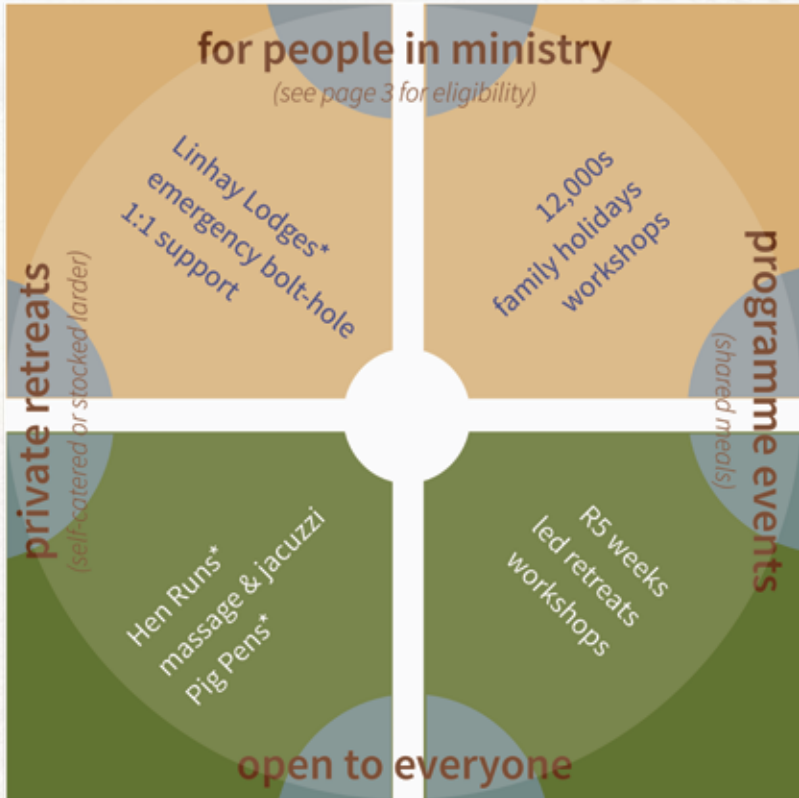 for people in ministry
(see page 3 for eligibility)
Linhay Lodges*
emergency bolt-hole
1:1 support
12,000s
family holidays
workshops
private retreats
(self-catered or stocked larder)
programme events
(shared meals)
Hen Runs*
massage & jacuzzi
Pig Pens*
R5 weeks
led retreats
workshops
open to everyone